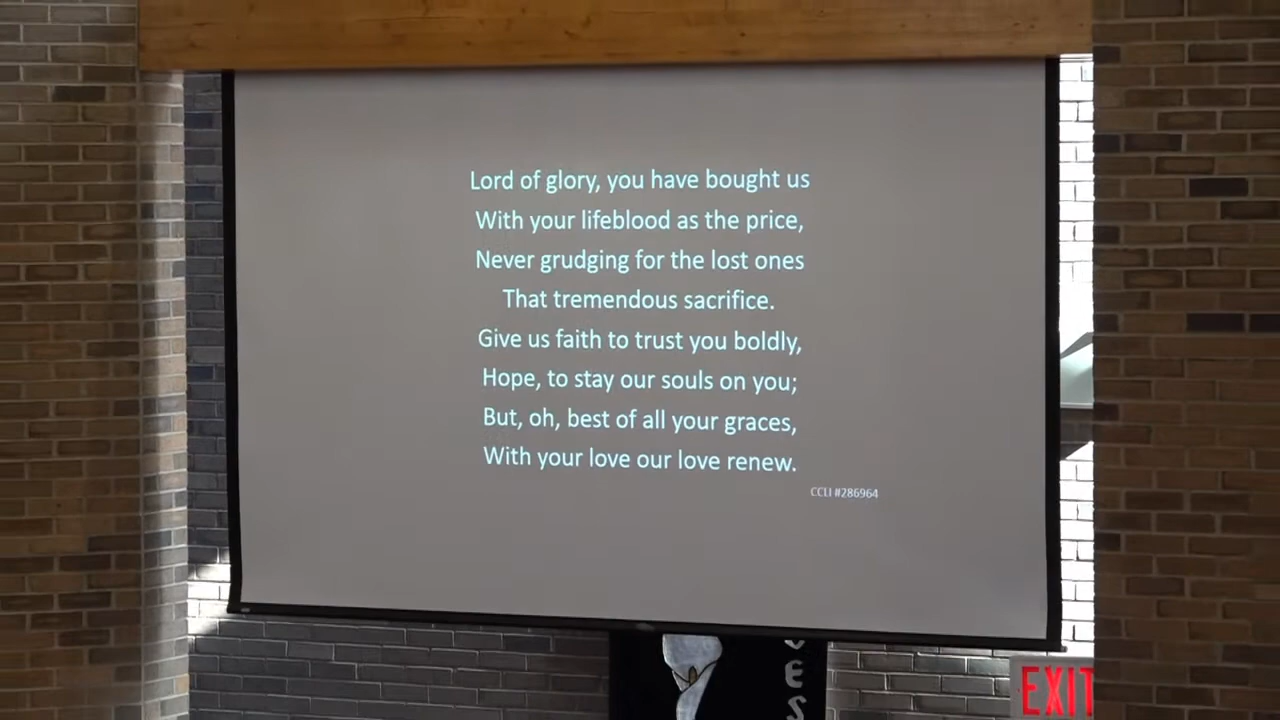 Lord of glory, you have bought us
With your lifeblood as the price,
Never grudging for the lost ones
That tremendous sacrifice.
Give us faith to trust you boldly,
Hope, to stay our souls on you;
But, oh, best of all your graces,
With your love our love renew.
CCLI #286964
EXIT